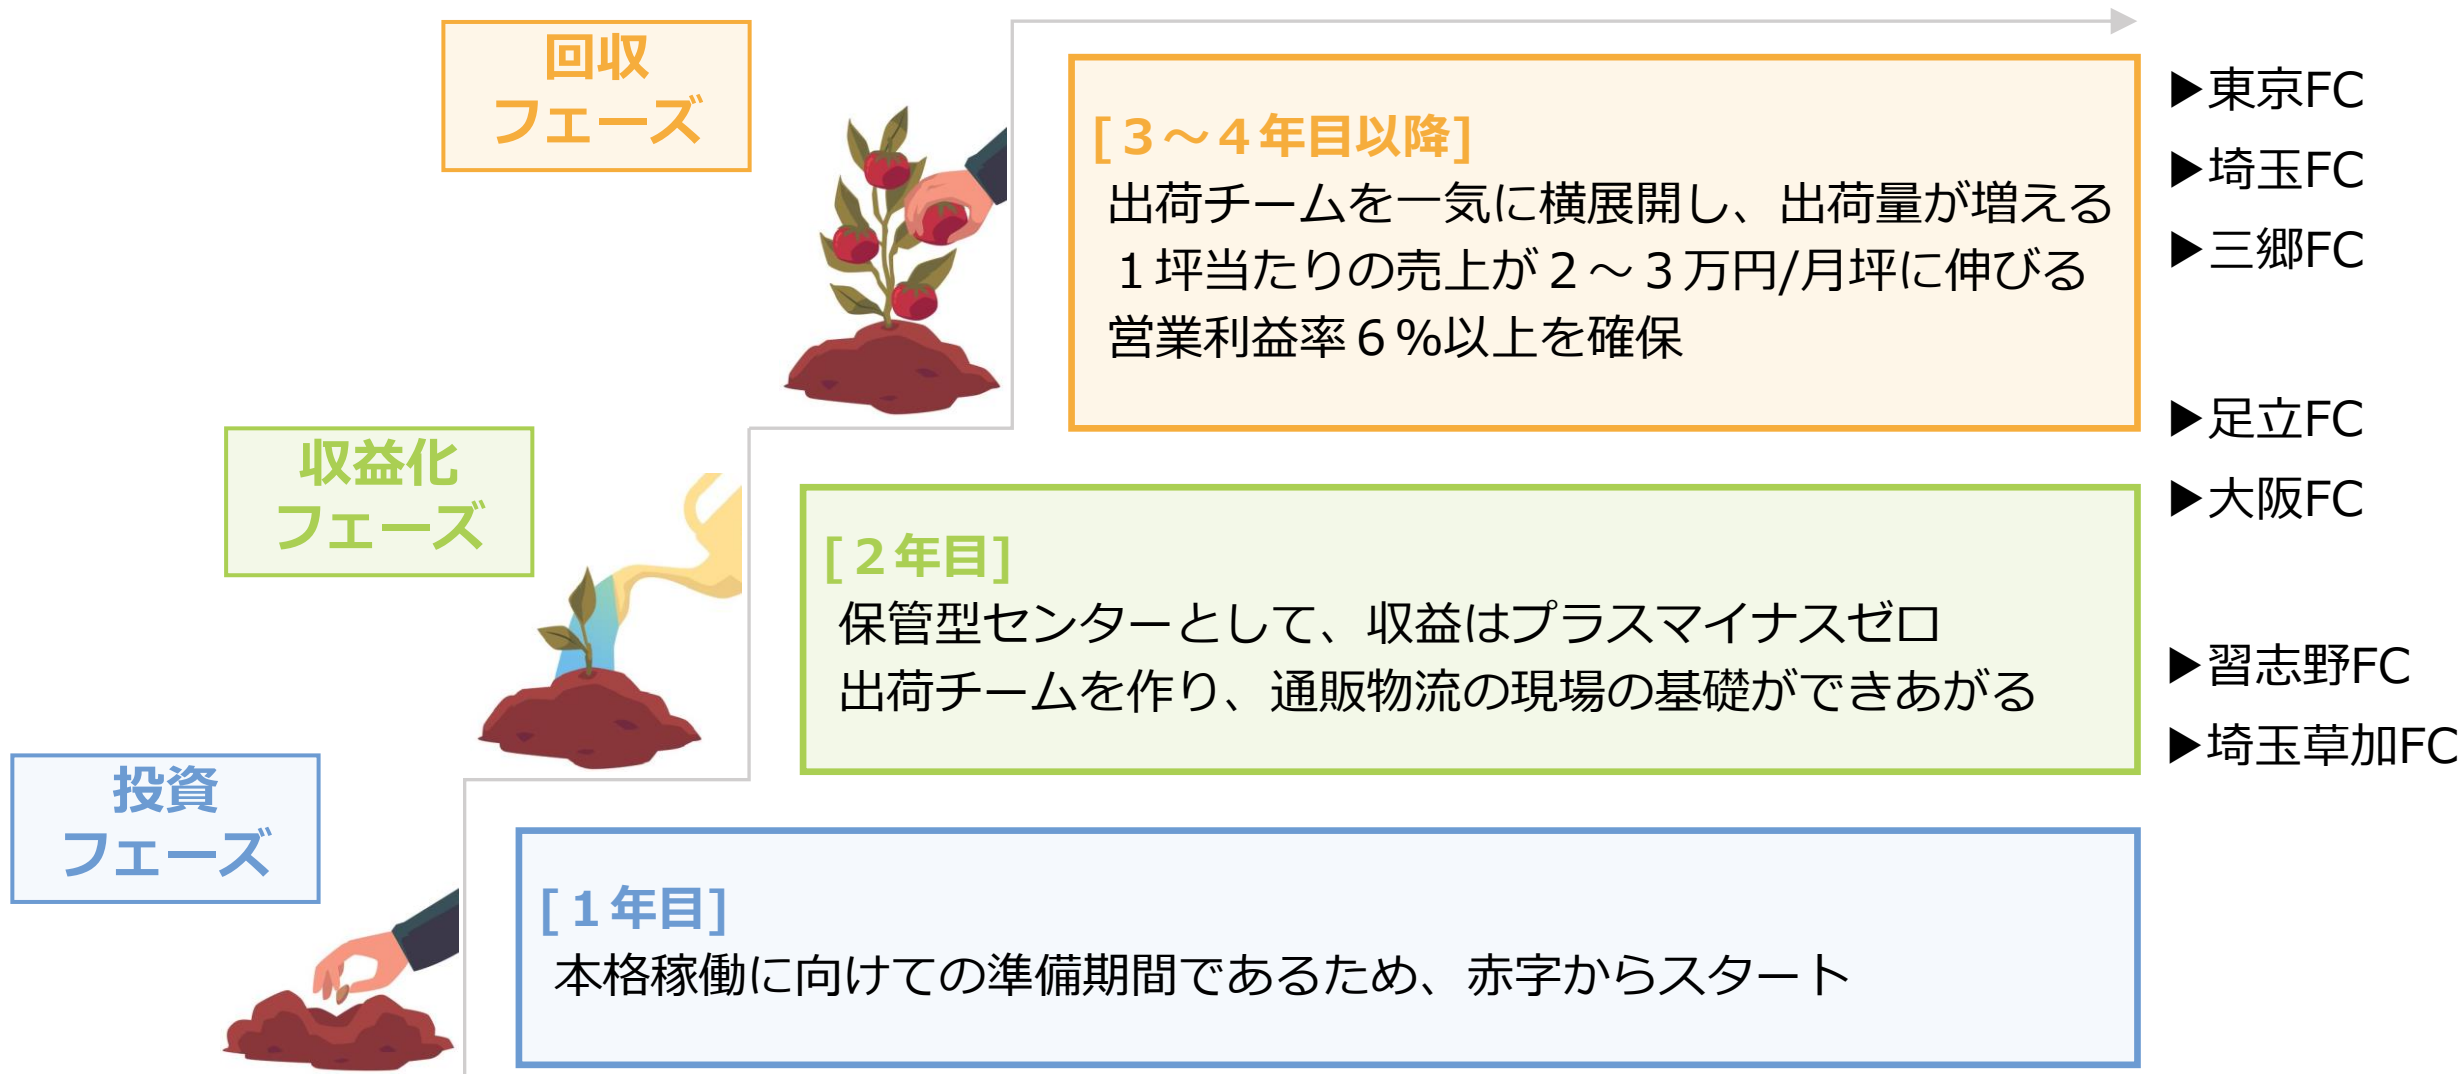 回収
フェーズ
[３～４年目以降]
出荷チームを一気に横展開し、出荷量が増える
１坪当たりの売上が２～３万円/月坪に伸びる
営業利益率６%以上を確保
▶東京FC
▶埼玉FC
▶三郷FC
▶足立FC
▶大阪FC
収益化
フェーズ
[２年目]
保管型センターとして、収益はプラスマイナスゼロ
出荷チームを作り、通販物流の現場の基礎ができあがる
▶習志野FC
▶埼玉草加FC
投資
フェーズ
[１年目]
本格稼働に向けての準備期間であるため、赤字からスタート